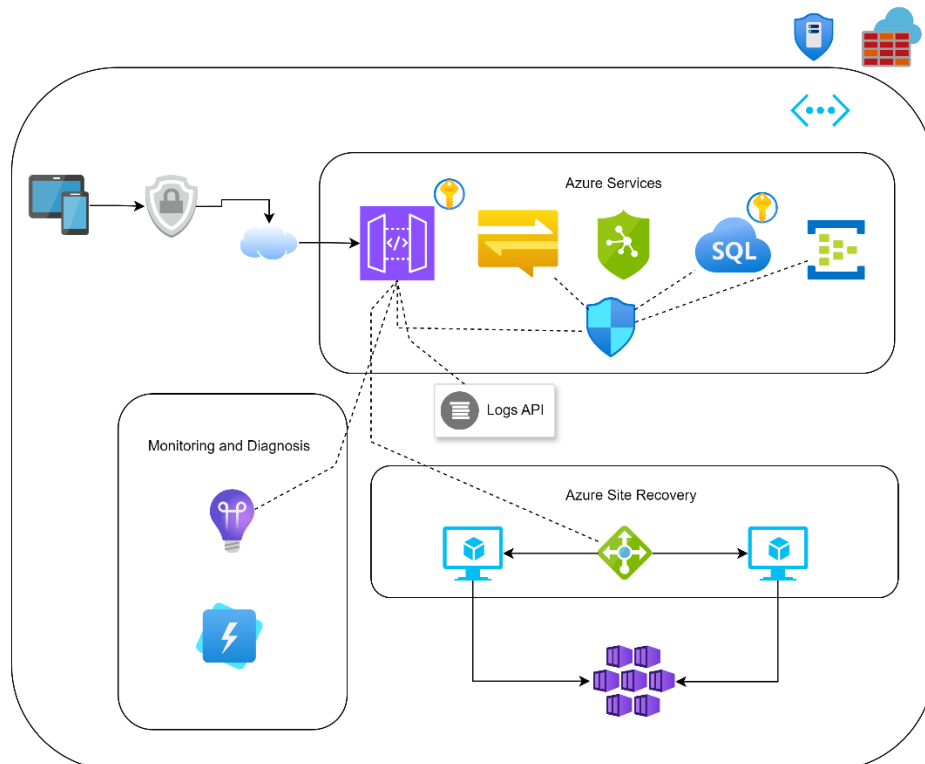 Azure Services
</>
SQL
Logs API
Monitoring and Diagnosis
Azure Site Recovery